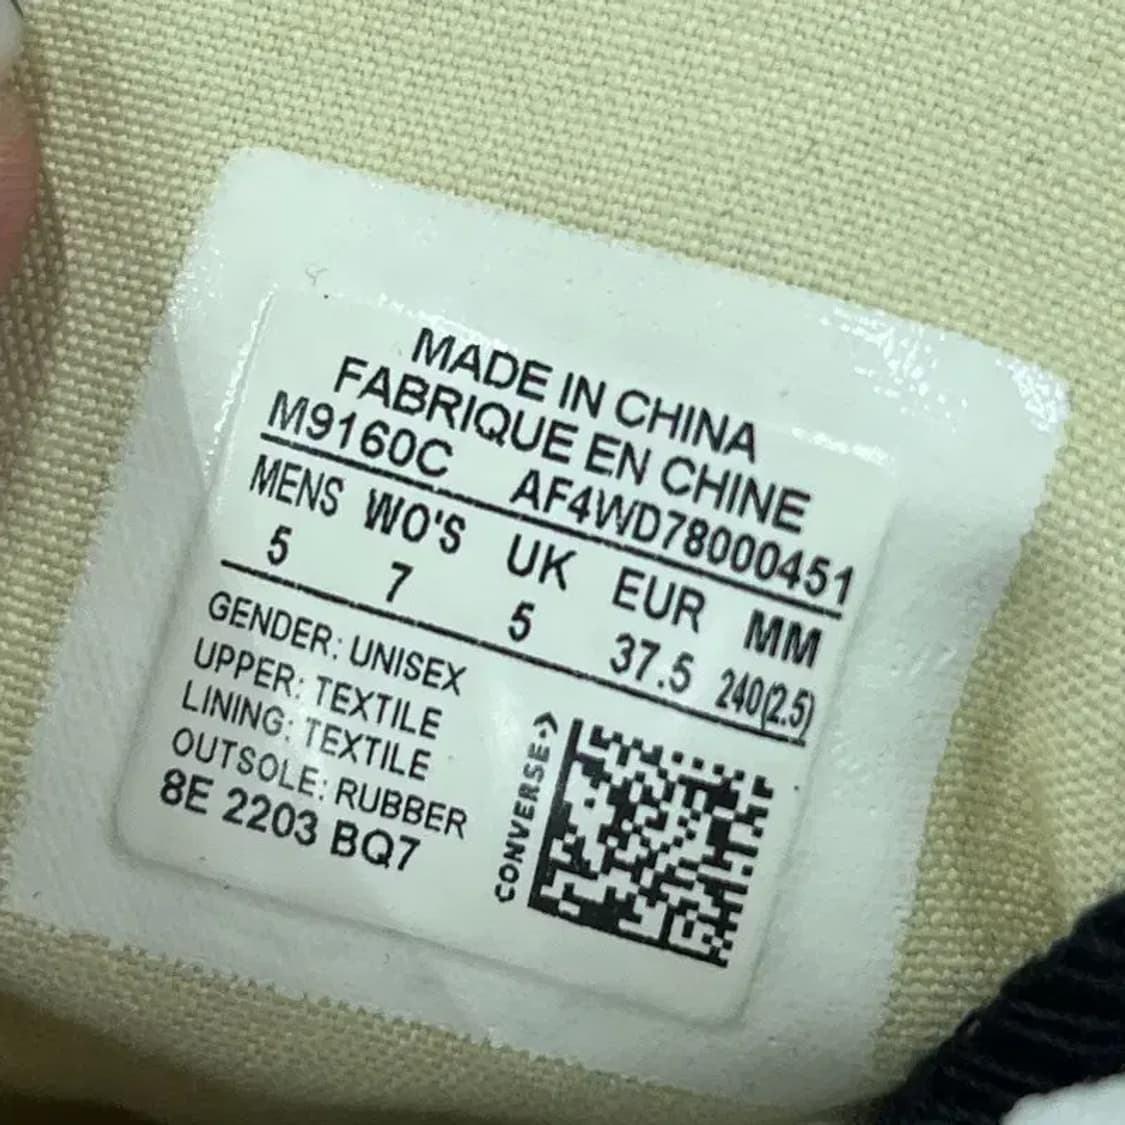 MADE IN CHINA
FABRIQUE EN CHINE
M9160C AF4WD78000451
MENS WO'S UK EUR MM
5 7 5 37.5 240(2.5)
GENDER: UNISEX
UPPER: TEXTILE
LINING: TEXTILE
OUTSOLE: RUBBER
8E 2203 BQ7
CONVERSE